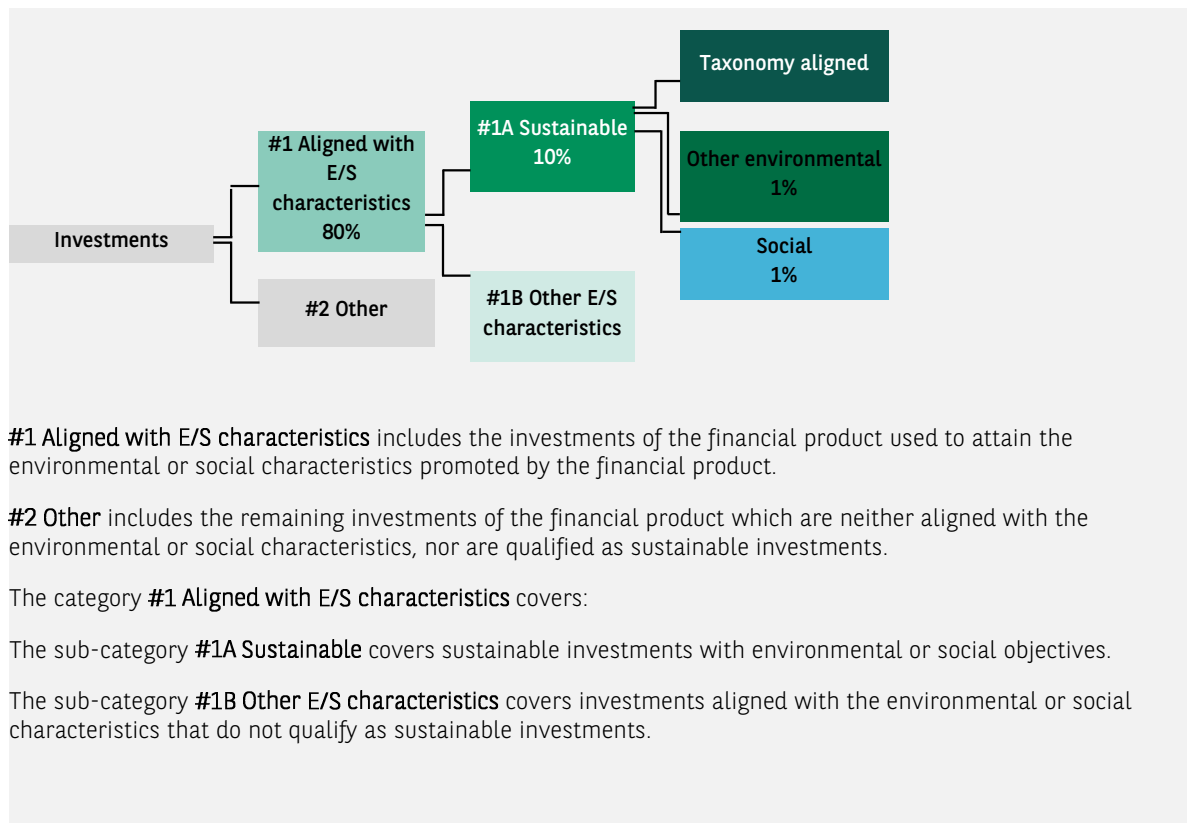 Taxonomy aligned
#1A Sustainable
10%
#1 Aligned with
E/S
characteristics
80%
Other environmental
1%
Investments
Social
1%
#2 Other
#1B Other E/S
characteristics
#1 Aligned with E/S characteristics includes the investments of the financial product used to attain the
environmental or social characteristics promoted by the financial product.
#2 Other includes the remaining investments of the financial product which are neither aligned with the
environmental or social characteristics, nor are qualified as sustainable investments.
The category #1 Aligned with E/S characteristics covers:
The sub-category #1A Sustainable covers sustainable investments with environmental or social objectives.
The sub-category #1B Other E/S characteristics covers investments aligned with the environmental or social
characteristics that do not qualify as sustainable investments.